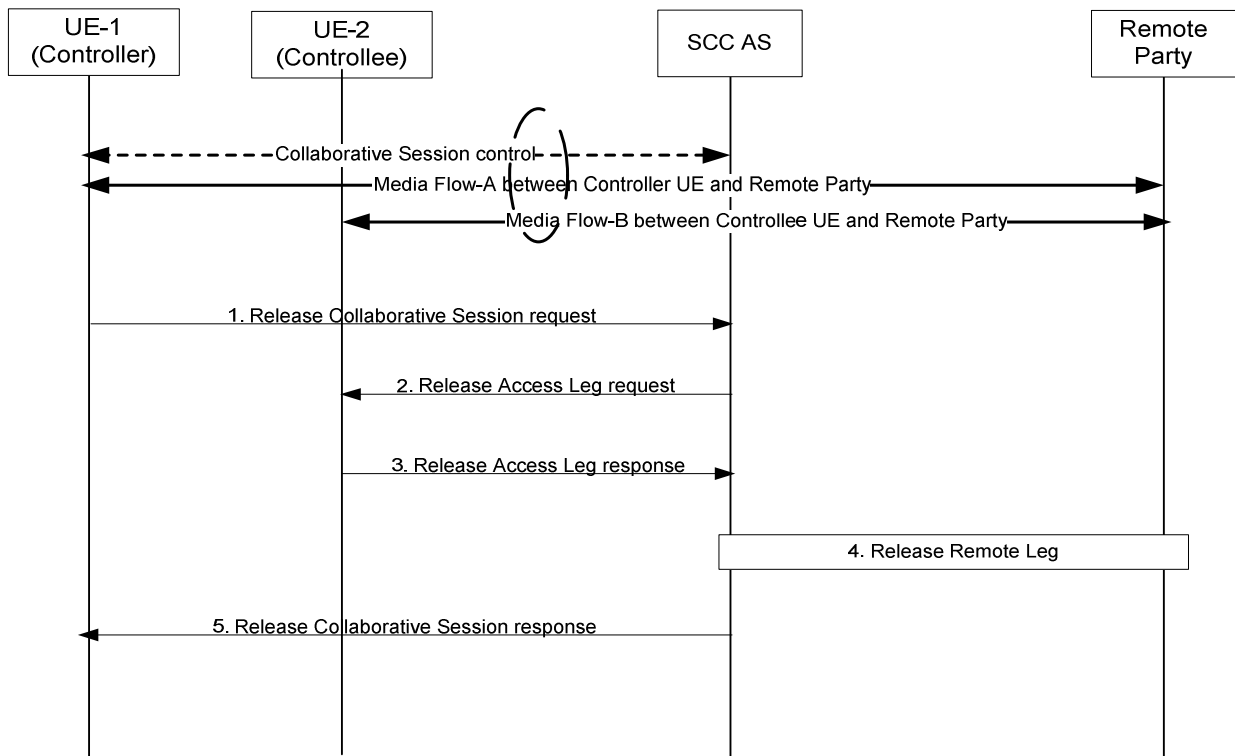 UE-1
(Controller)
UE-2
(Controllee)
SCC AS
Remote
Party
Collaborative Session control
Media Flow-A between Controller UE and Remote Party
Media Flow-B between Controllee UE and Remote Party
1. Release Collaborative Session request
2. Release Access Leg request
3. Release Access Leg response
4. Release Remote Leg
5. Release Collaborative Session response